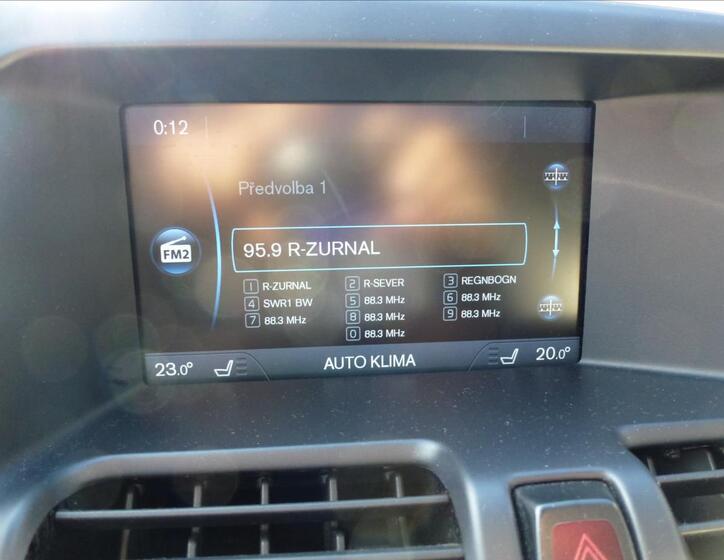 0:12
Předvolba 1
FM2
95.9 R-ZURNAL
1 R-ZURNAL 2 R-SEVER 3 REGNBOGN
4 SWR1 BW 5 88.3 MHz 6 88.3 MHz
7 88.3 MHz 8 88.3 MHz 9 88.3 MHz
0 88.3 MHz
23.0° AUTO KLIMA 20.0°